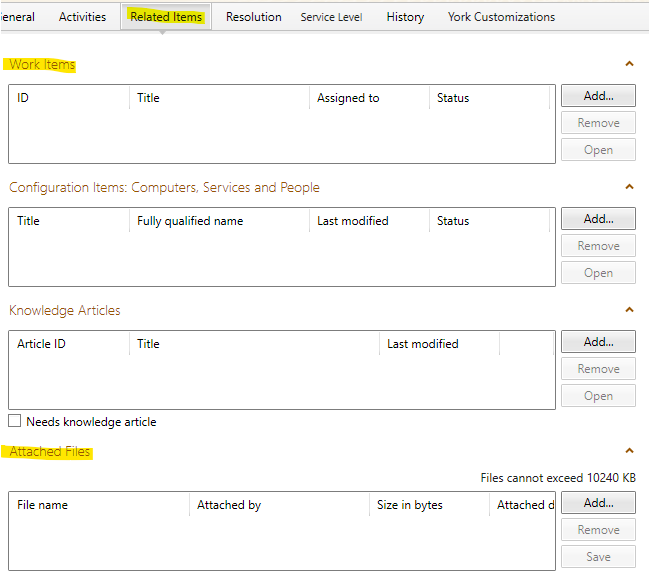 eneral Activities Related Items Resolution Service Level History York Customizations
Work Items
ID Title Assigned to Status Add...
Remove
Open
Configuration Items: Computers, Services and People
Title Fully qualified name Last modified Status Add...
Remove
Open
Knowledge Articles
Article ID Title Last modified Add...
Remove
Open
Needs knowledge article
Attached Files
Files cannot exceed 10240 KB
File name Attached by Size in bytes Attached d Add...
Remove
Save